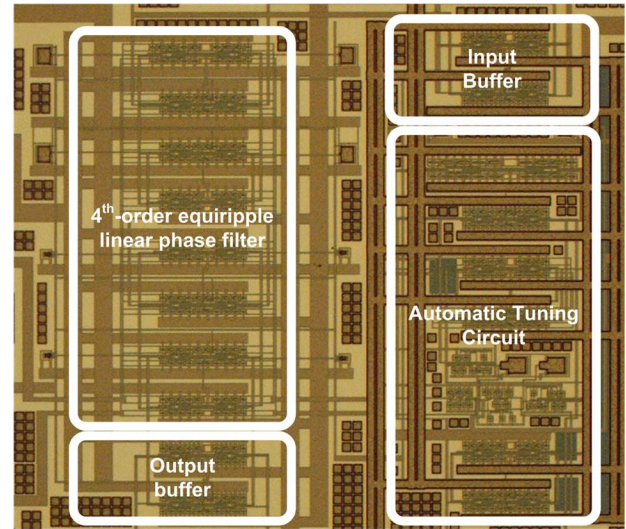 Input
Buffer
4th-order equiripple
linear phase filter
Automatic Tuning
Circuit
Output
buffer